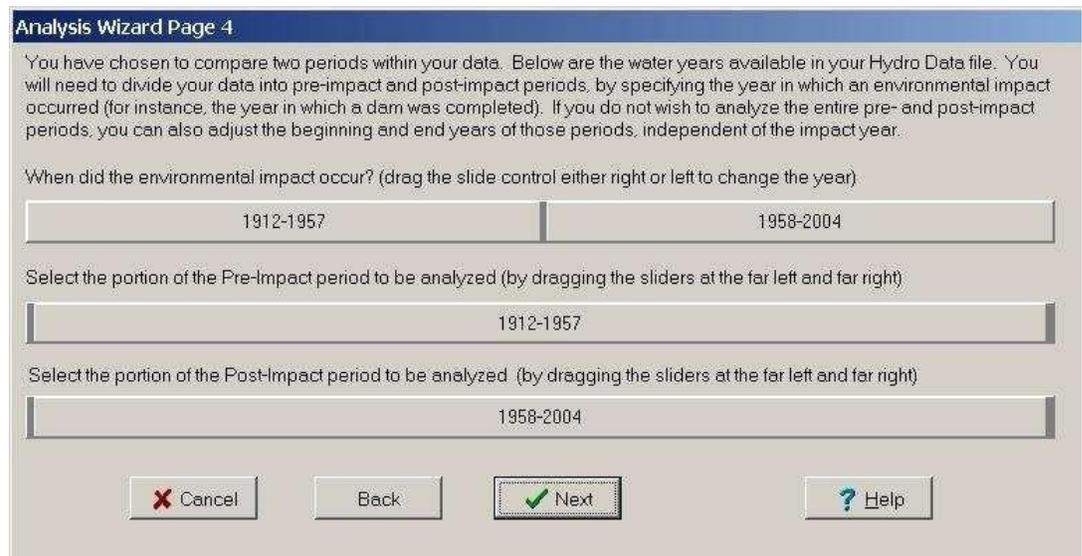 Analysis Wizard Page 4
You have chosen to compare two periods within your data. Below are the water years available in your Hydro Data file. You
will need to divide your data into pre-impact and post-impact periods, by specifying the year in which an environmental impact
occurred (for instance, the year in which a dam was completed). If you do not wish to analyze the entire pre- and post-impact
periods, you can also adjust the beginning and end years of those periods, independent of the impact year.
When did the environmental impact occur? (drag the slide control either right or left to change the year)
1912-1957 1958-2004
Select the portion of the Pre-Impact period to be analyzed (by dragging the sliders at the far left and far right)
1912-1957
Select the portion of the Post-Impact period to be analyzed (by dragging the sliders at the far left and far right)
1958-2004
Cancel Back Next Help